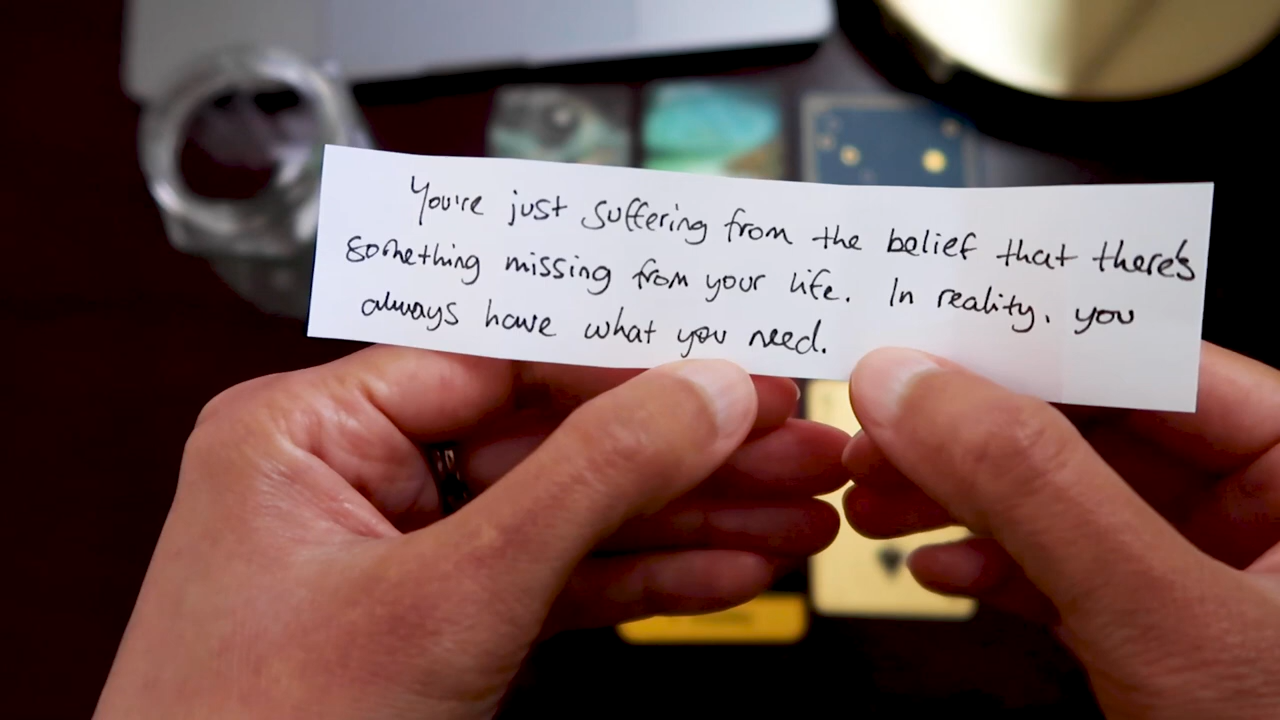 You're just suffering from the belief that there's
something missing from your life. In reality, you
always have what you need.